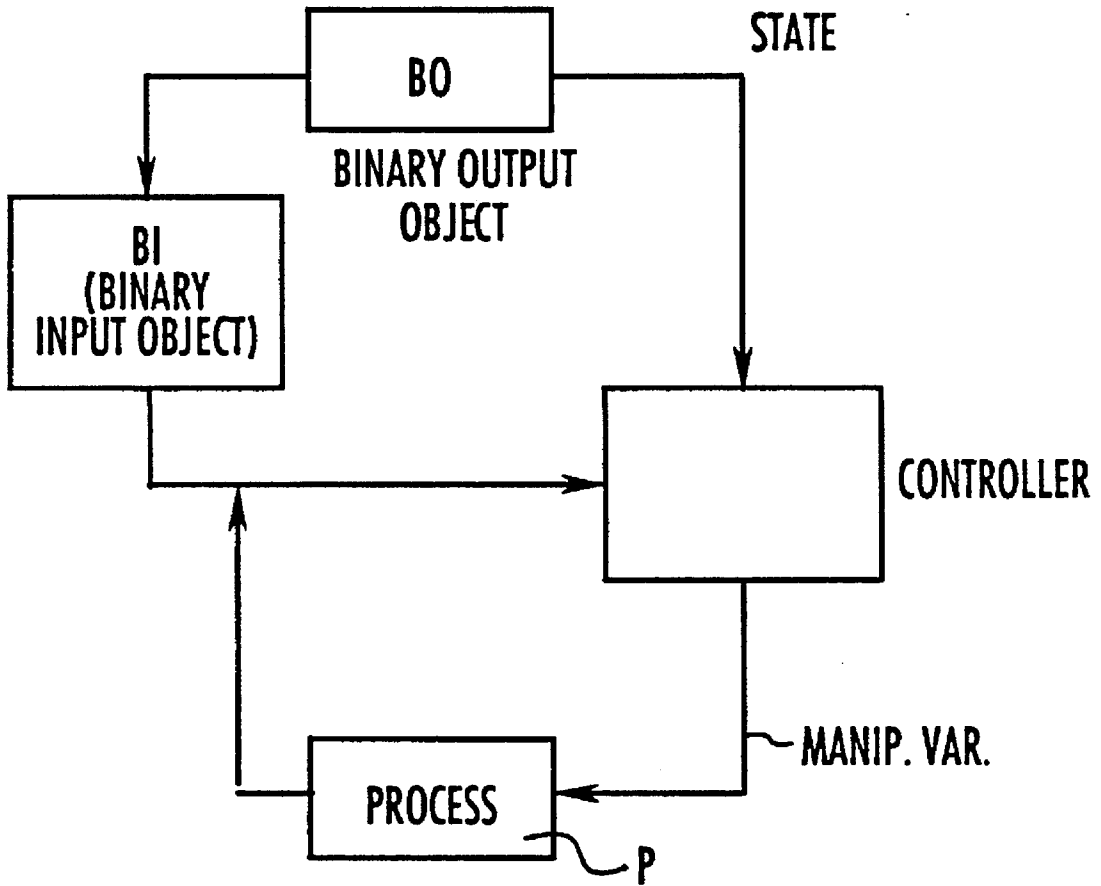 STATE
BO
BINARY OUTPUT
OBJECT
BI
(BINARY
INPUT OBJECT)
CONTROLLER
MANIP. VAR.
PROCESS
P